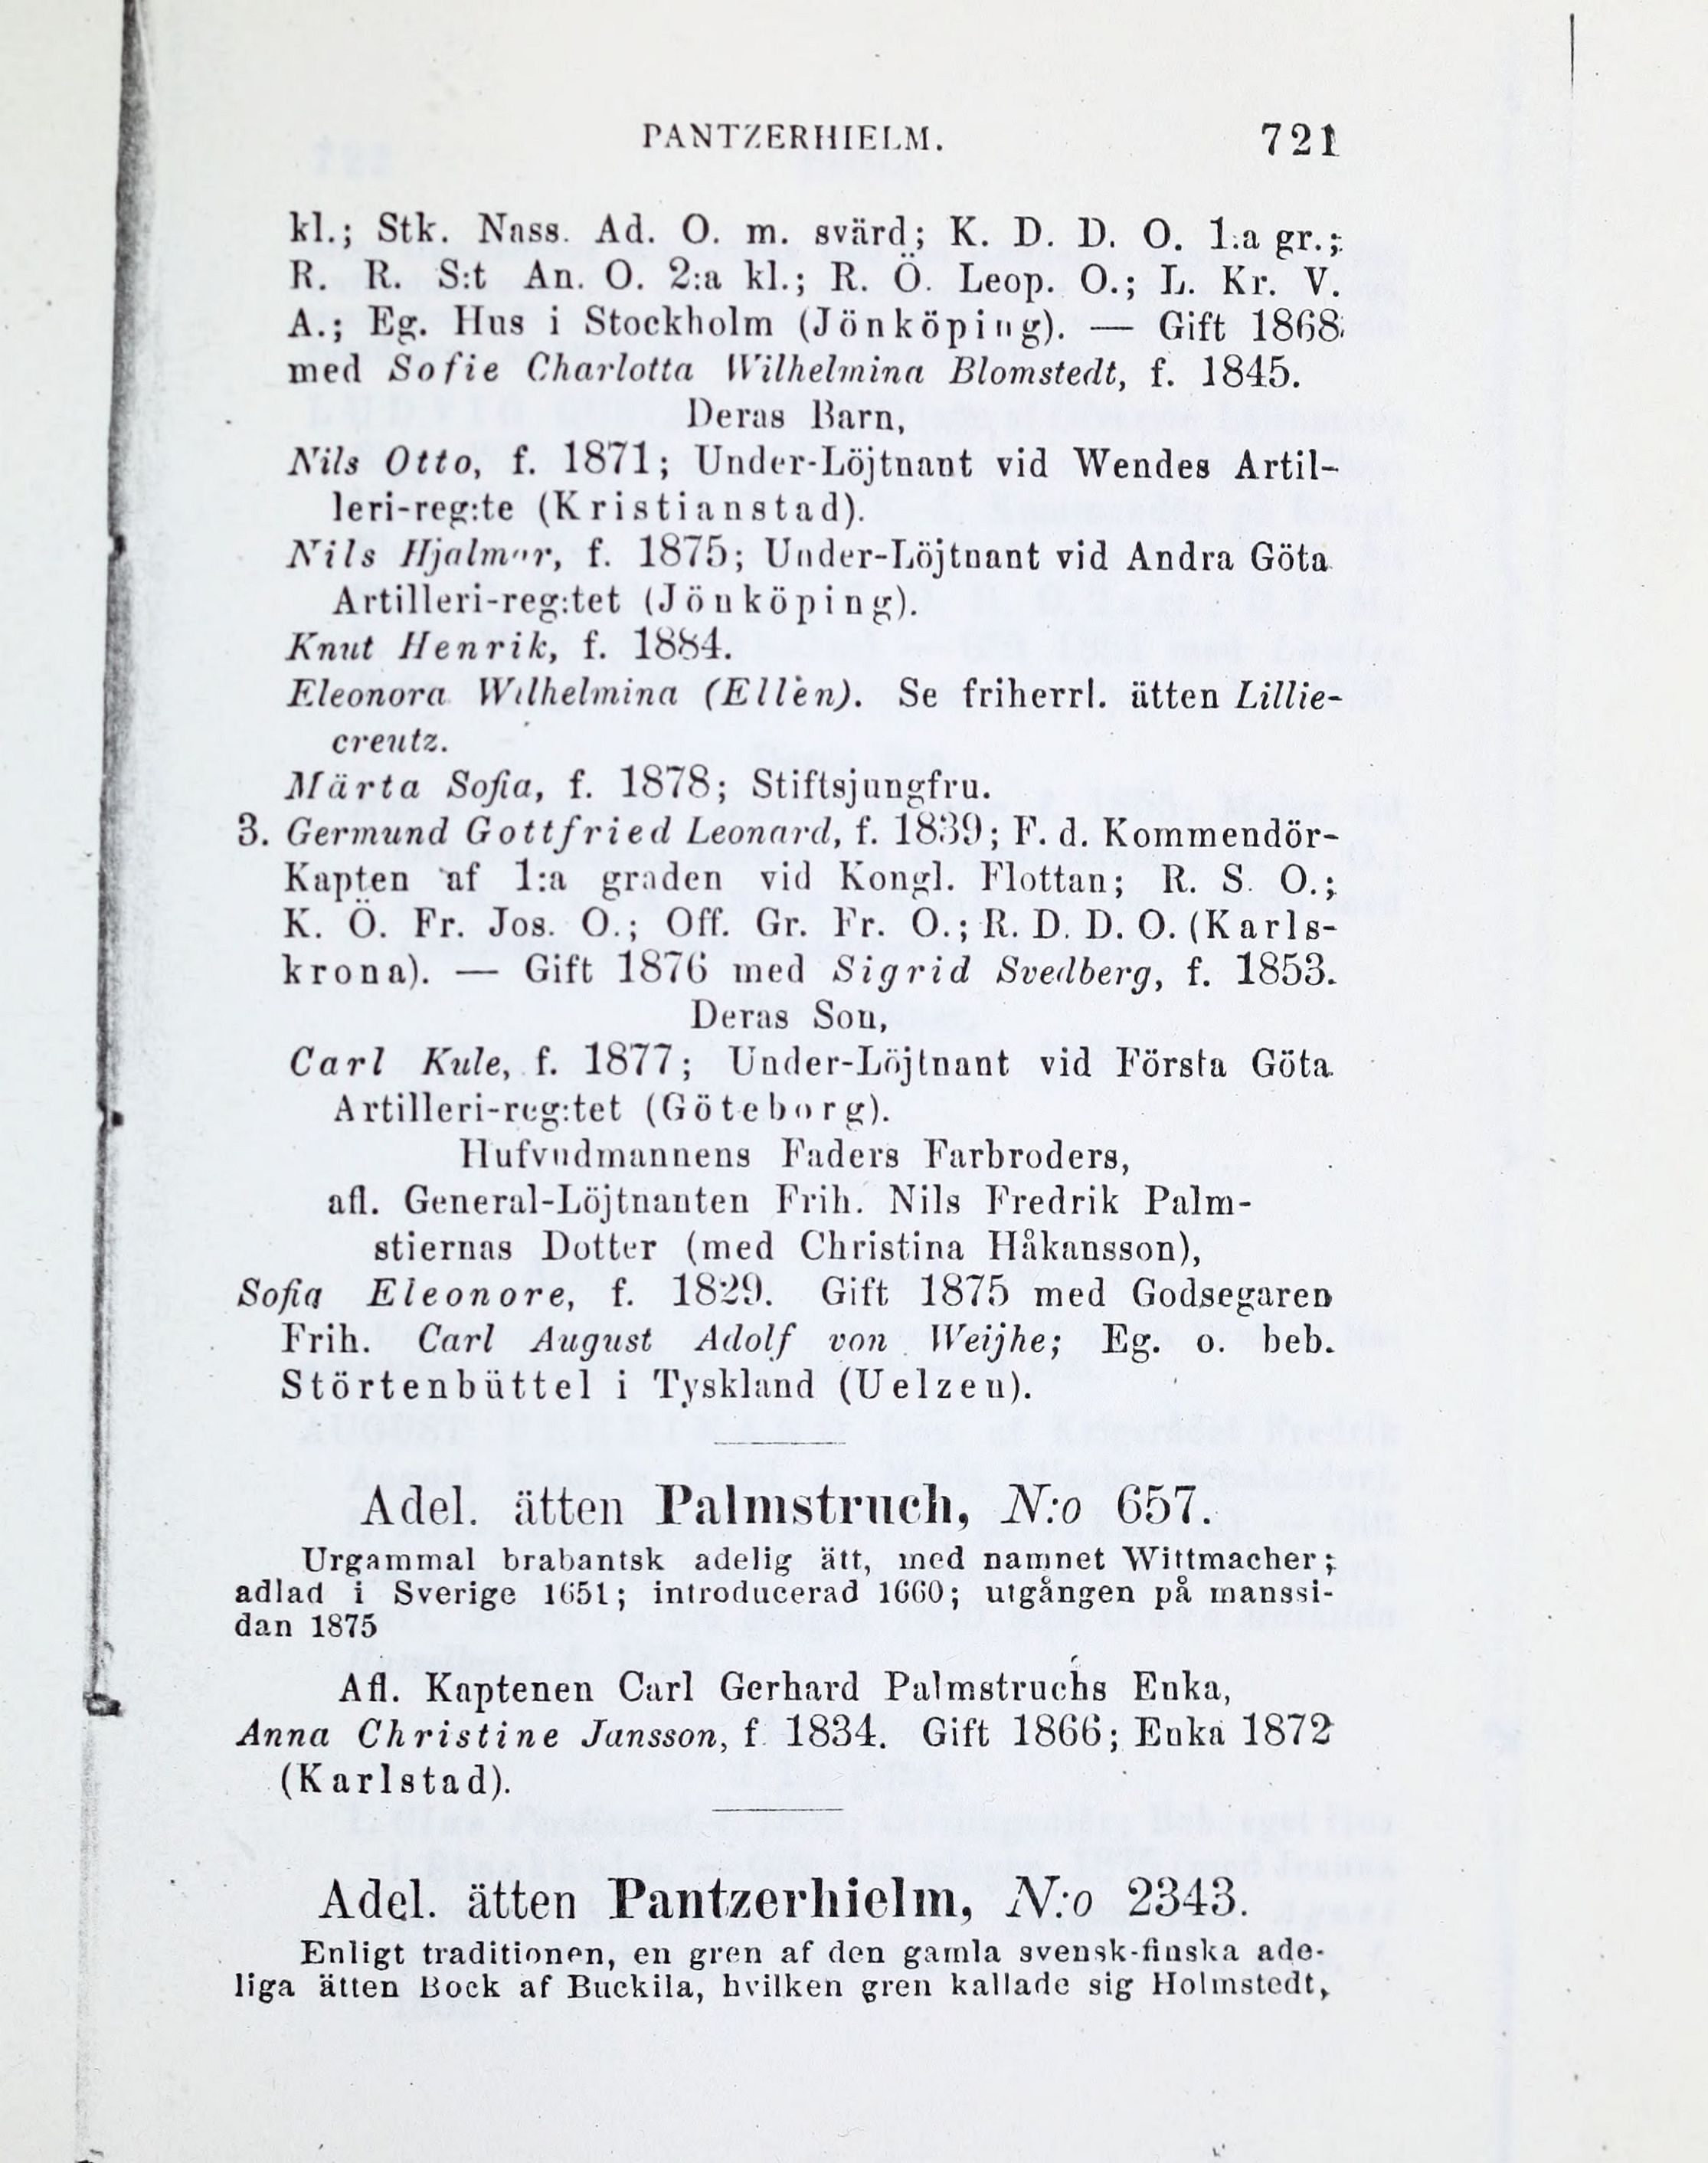 PANTZERHIELM. 721
kl.; Stk. Nass. Ad. O. m. svärd; K. D. D. O. 1:a gr.;
R. R. S:t An. O. 2:a kl.; R. Ö. Leop. O.; L. Kr. V.
A.; Eg. Hus i Stockholm (Jönköping). — Gift 1868
med Sofie Charlotta Wilhelmina Blomstedt, f. 1845.
Deras Barn,
Nils Otto, f. 1871; Under-Löjtnant vid Wendes Artil-
leri-reg:te (Kristianstad).
Nils Hjalmar, f. 1875; Under-Löjtnant vid Andra Göta
Artilleri-reg:tet (Jönköping).
Knut Henrik, f. 1884.
Eleonora Wilhelmina (Ellen). Se friherrl. ätten Lillie-
creutz.
Märta Sofia, f. 1878; Stiftsjungfru.
3. Germund Gottfried Leonard, f. 1839; F. d. Kommendör-
Kapten af 1:a graden vid Kongl. Flottan; R. S. O.;
K. Ö. Fr. Jos. O.; Off. Gr. Fr. O.; R. D. D. O. (Karls-
krona). — Gift 1876 med Sigrid Svedberg, f. 1853.
Deras Son,
Carl Kule, f. 1877; Under-Löjtnant vid Första Göta
Artilleri-reg:tet (Göteborg).
Hufvudmannens Faders Farbroders,
afl. General-Löjtnanten Frih. Nils Fredrik Palm-
stiernas Dotter (med Christina Håkansson),
Sofia Eleonore, f. 1829. Gift 1875 med Godsegaren
Frih. Carl August Adolf von Weijhe; Eg. o. beb.
Störtenbüttel i Tyskland (Uelzen).
Adel. ätten Palmstruch, N:o 657.
Urgammal brabantsk adelig ätt, med namnet Wittmacher;
adlad i Sverige 1651; introducerad 1660; utgången på manssi-
dan 1875
Afl. Kaptenen Carl Gerhard Palmstruchs Enka,
Anna Christine Jansson, f. 1834. Gift 1866; Enka 1872
(Karlstad).
Adel. ätten Pantzerhielm, N:o 2343.
Enligt traditionen, en gren af den gamla svensk-finska ade-
liga ätten Bock af Buckila, hvilken gren kallade sig Holmstedt,